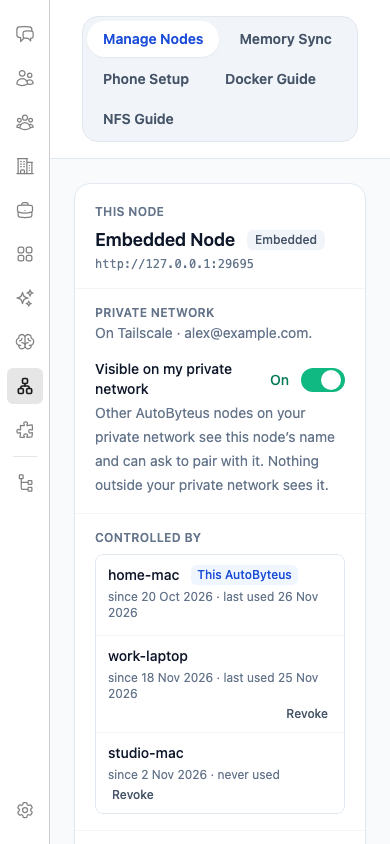 Manage Nodes
Memory Sync
Phone Setup
Docker Guide
NFS Guide
THIS NODE
Embedded Node
Embedded
http://127.0.0.1:29695
PRIVATE NETWORK
On Tailscale · alex@example.com.
Visible on my private
network
On
Other AutoByteus nodes on your
private network see this node’s name
and can ask to pair with it. Nothing
outside your private network sees it.
CONTROLLED BY
home-mac
This AutoByteus
since 20 Oct 2026 · last used 26 Nov
2026
work-laptop
since 18 Nov 2026 · last used 25 Nov
2026
Revoke
studio-mac
since 2 Nov 2026 · never used
Revoke